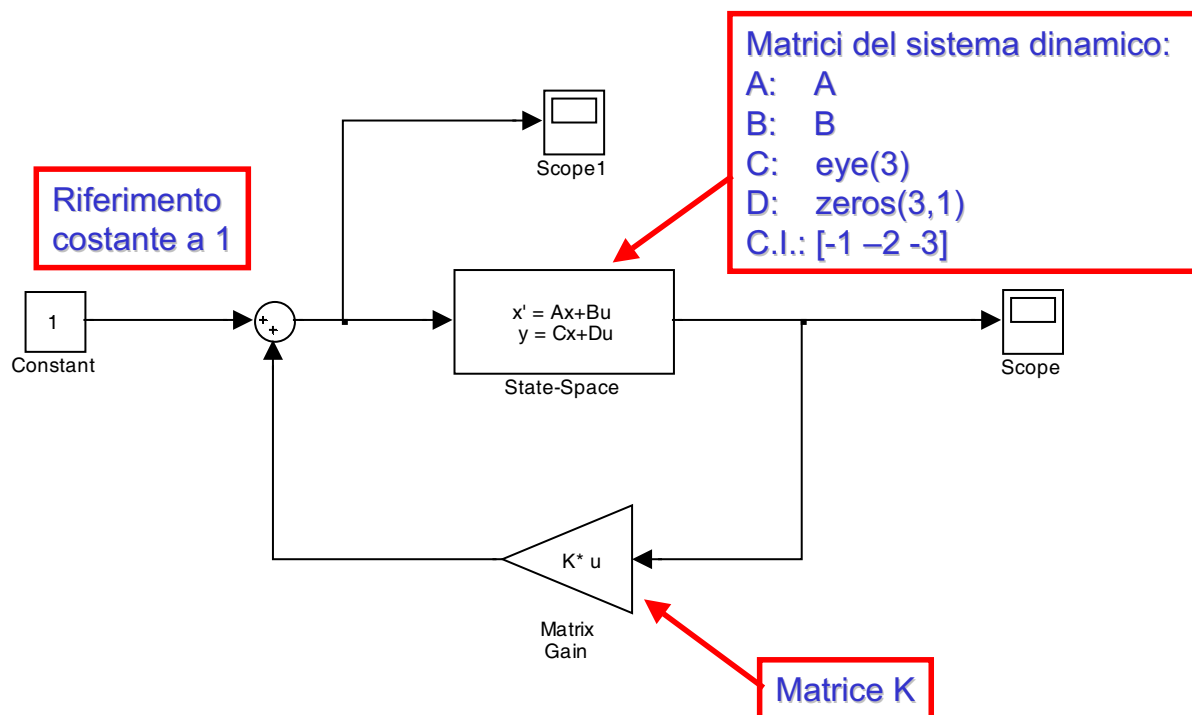 Matrici del sistema dinamico:
A: A
B: B
C: eye(3)
D: zeros(3,1)
C.I.: [-1 –2 -3]
Scope1
Riferimento
costante a 1
1
Constant
+
+
x' = Ax+Bu
y = Cx+Du
State-Space
Scope
K* u
Matrix
Gain
Matrice K